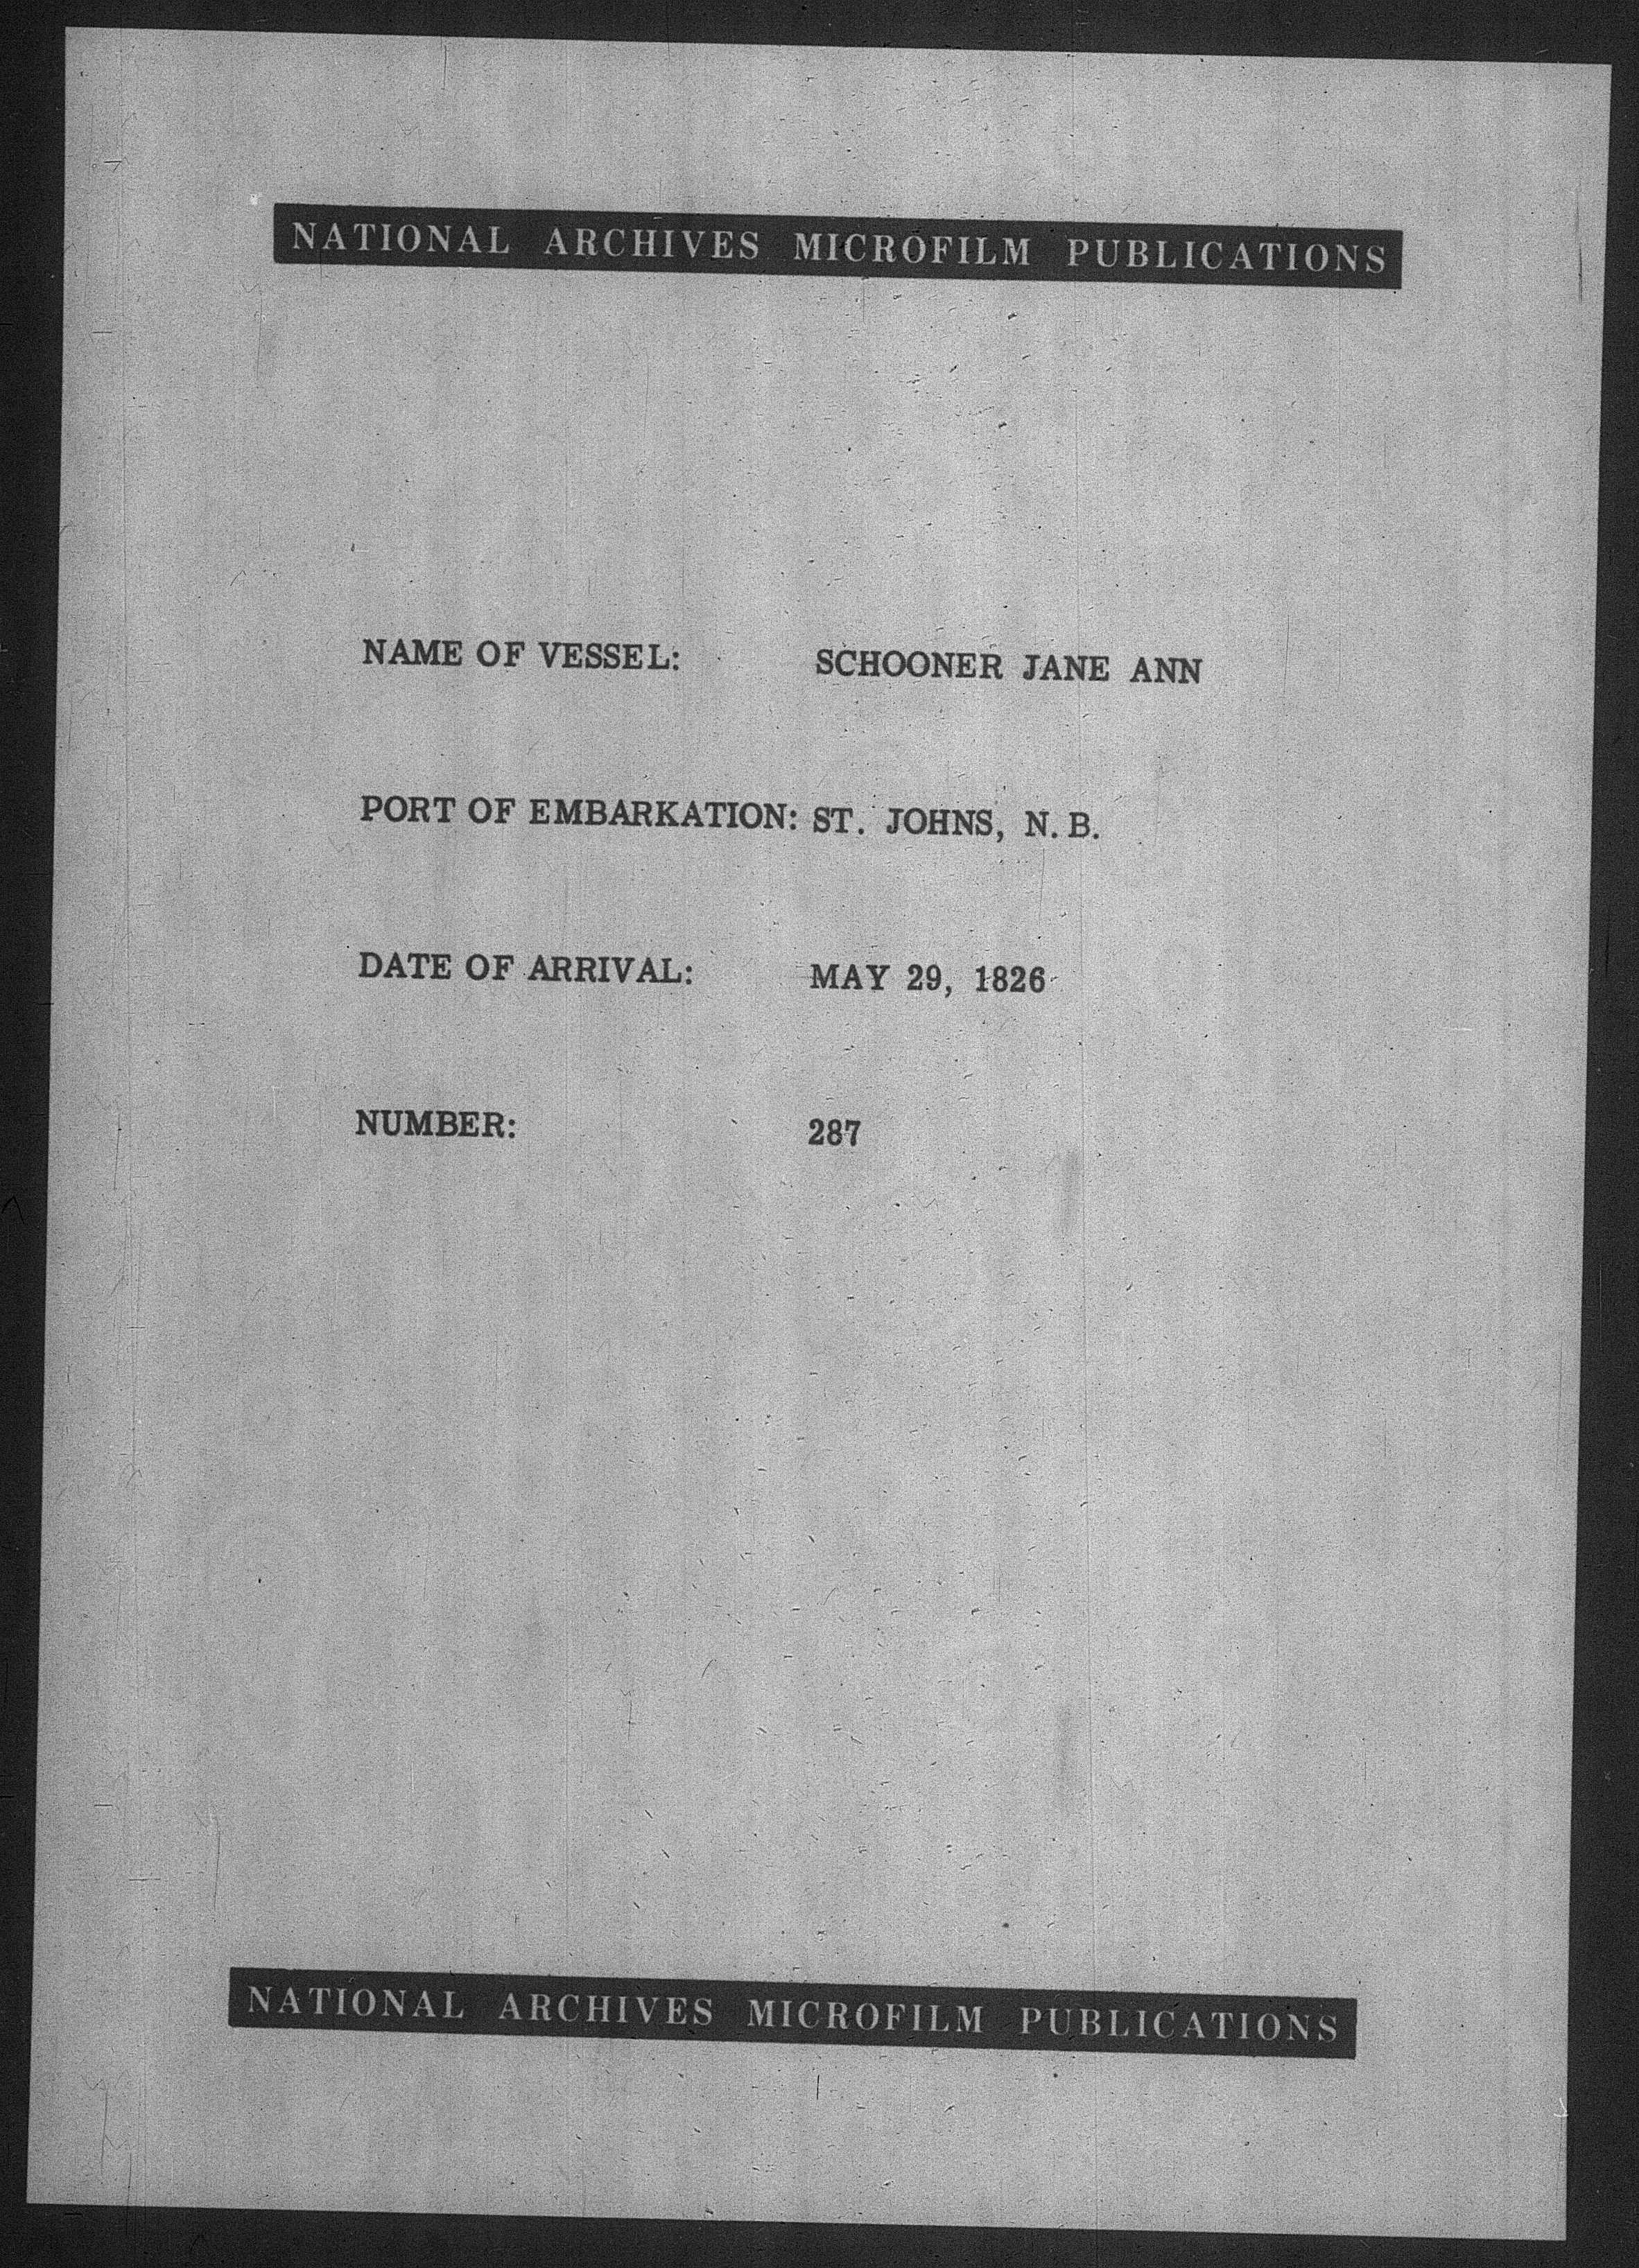 NATIONAL ARCHIVES MICROFILM PUBLICATIONS
NAME OF VESSEL: SCHOONER JANE ANN
PORT OF EMBARKATION: ST. JOHNS, N. B.
DATE OF ARRIVAL: MAY 29, 1826
NUMBER: 287
NATIONAL ARCHIVES MICROFILM PUBLICATIONS